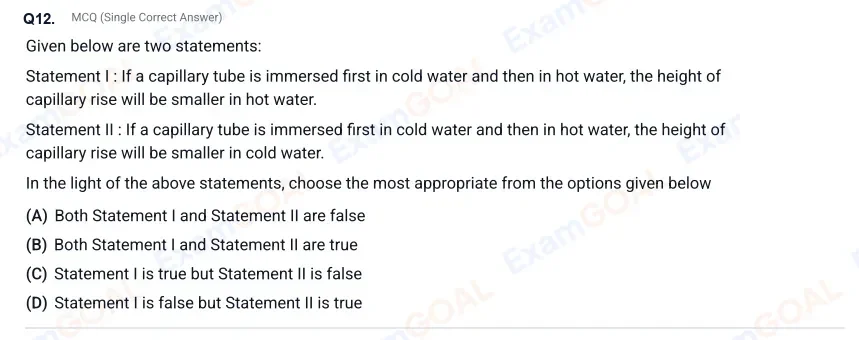 Q12. MCQ (Single Correct Answer)
Given below are two statements:
Statement I : If a capillary tube is immersed first in cold water and then in hot water, the height of
capillary rise will be smaller in hot water.
Statement II : If a capillary tube is immersed first in cold water and then in hot water, the height of
capillary rise will be smaller in cold water.
In the light of the above statements, choose the most appropriate from the options given below
(A) Both Statement I and Statement II are false
(B) Both Statement I and Statement II are true
(C) Statement I is true but Statement II is false
(D) Statement I is false but Statement II is true
ExamGOAL